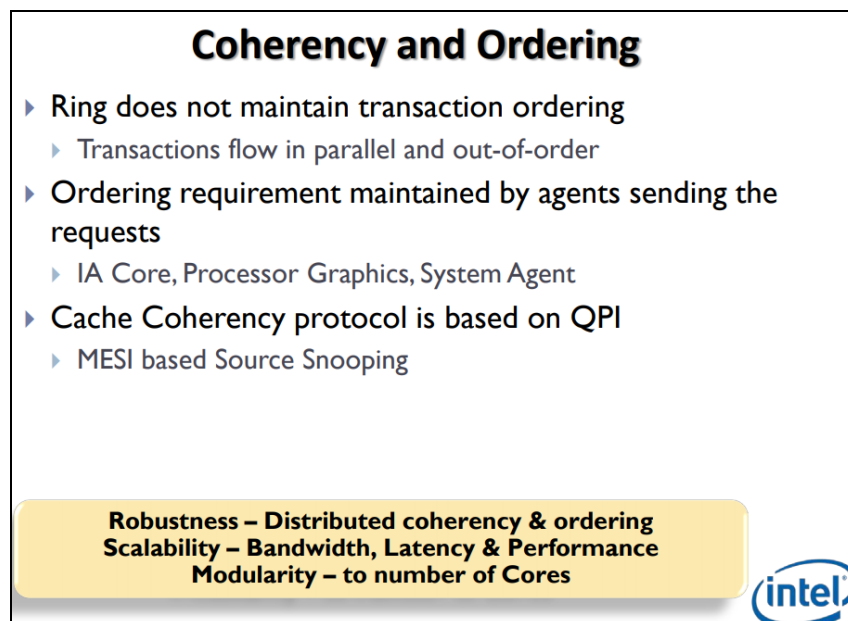 Coherency and Ordering
Ring does not maintain transaction ordering
Transactions flow in parallel and out-of-order
Ordering requirement maintained by agents sending the
requests
IA Core, Processor Graphics, System Agent
Cache Coherency protocol is based on QPI
MESI based Source Snooping
Robustness – Distributed coherency & ordering
Scalability – Bandwidth, Latency & Performance
Modularity – to number of Cores
intel